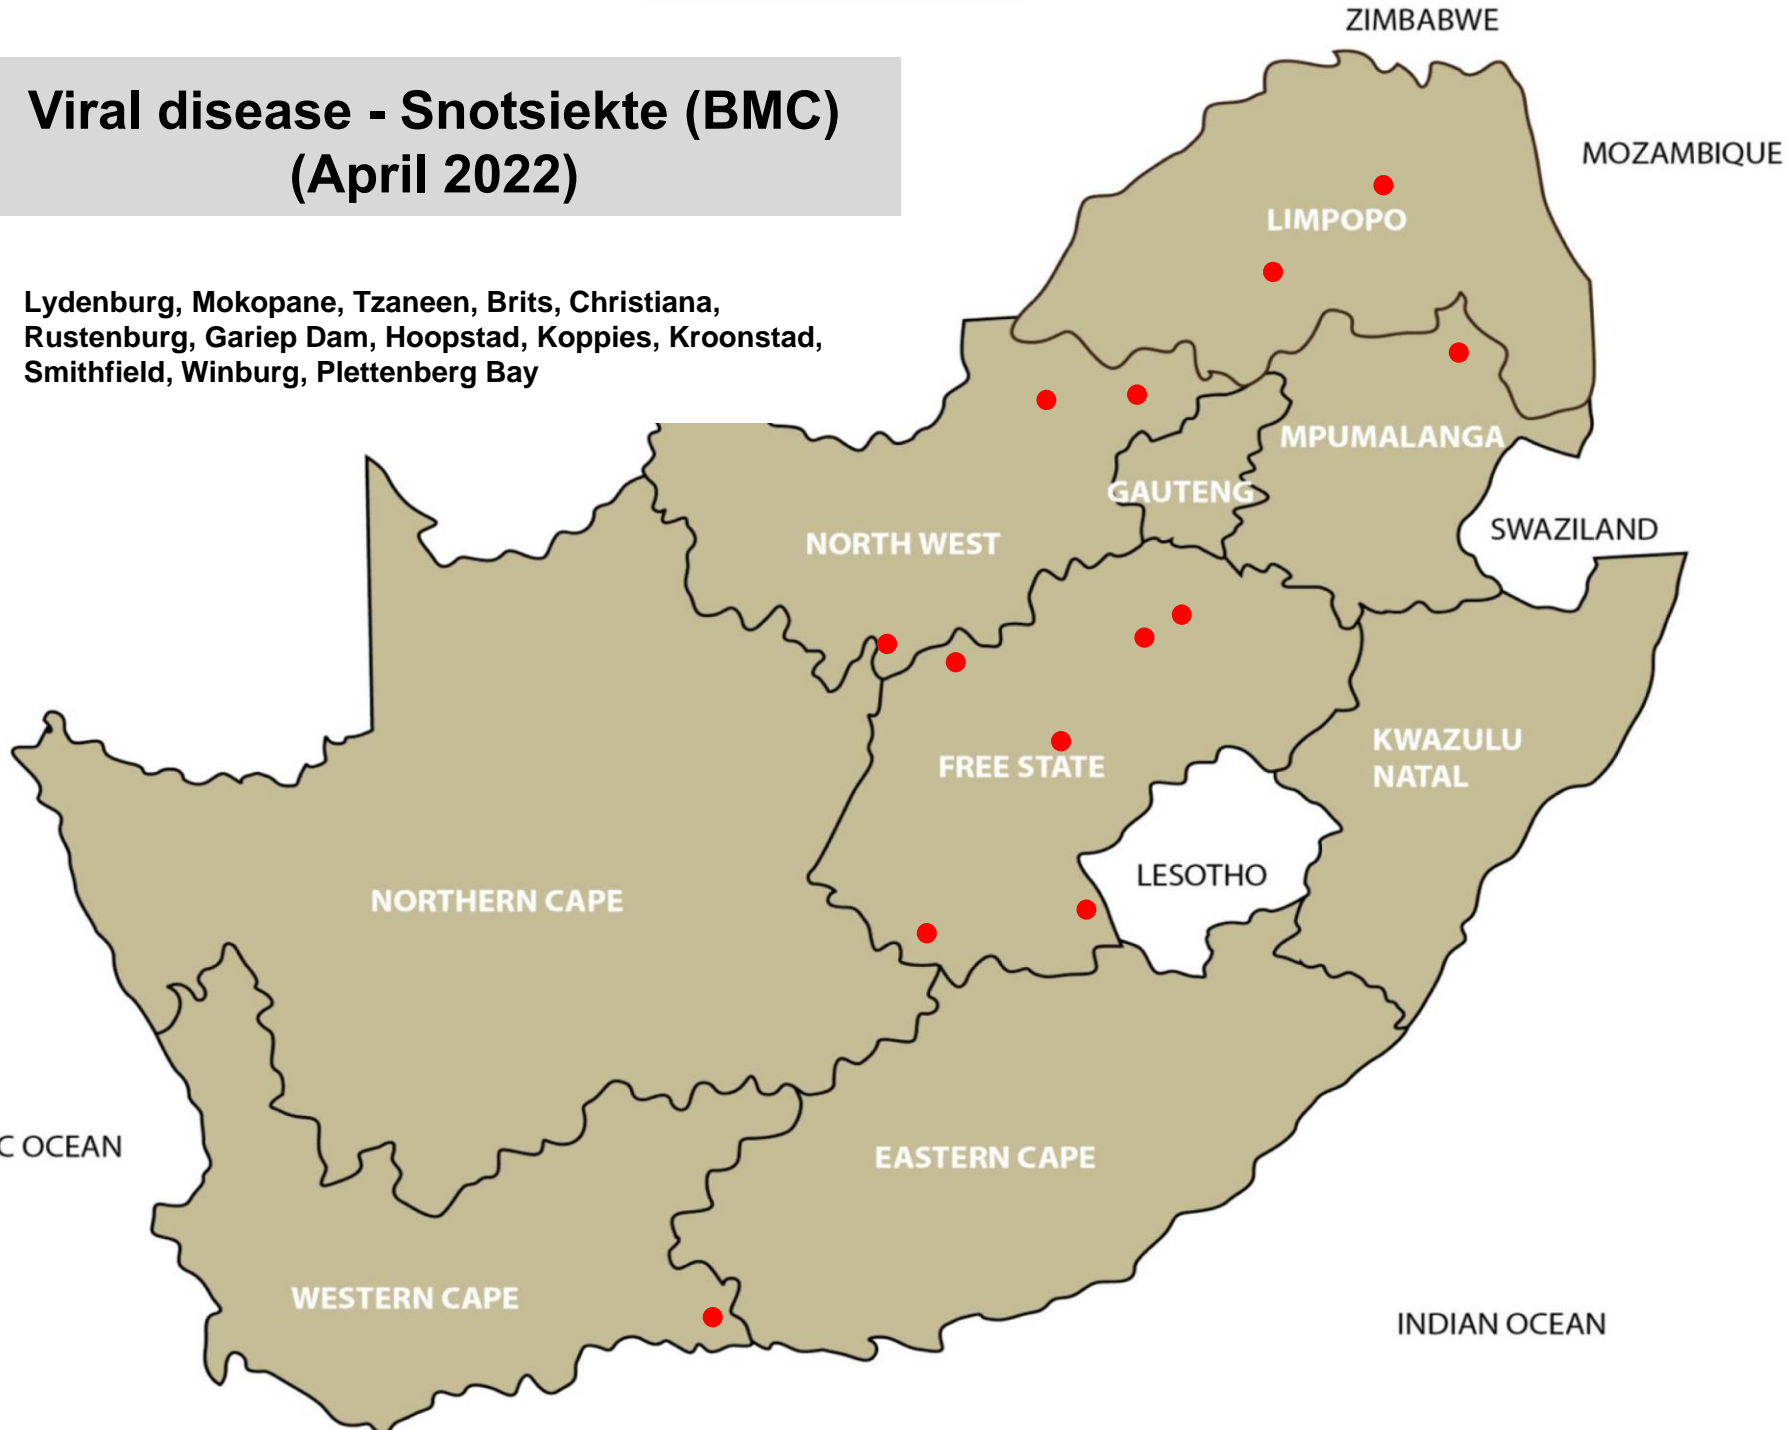 ZIMBABWE
Viral disease - Snotsiekte (BMC)
(April 2022)
MOZAMBIQUE
LIMPOPO
Lydenburg, Mokopane, Tzaneen, Brits, Christiana,
Rustenburg, Gariep Dam, Hoopstad, Koppies, Kroonstad,
Smithfield, Winburg, Plettenberg Bay
MPUMALANGA
GAUTENG
SWAZILAND
NORTH WEST
KWAZULU
NATAL
FREE STATE
LESOTHO
NORTHERN CAPE
C OCEAN
EASTERN CAPE
WESTERN CAPE
INDIAN OCEAN